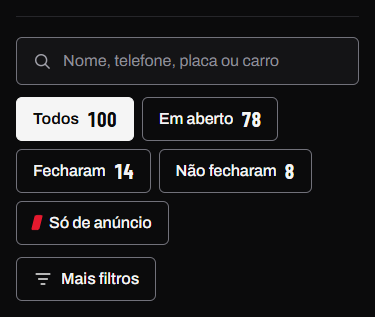 Nome, telefone, placa ou carro
Todos 100 Em aberto 78
Fecharam 14 Não fecharam 8
Só de anúncio
Mais filtros